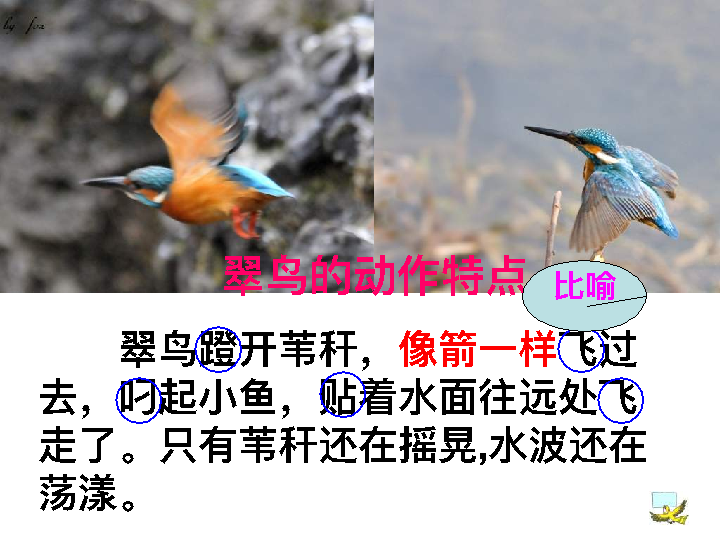 by fox
翠鸟的动作特点
比喻
翠鸟蹬开苇秆，像箭一样飞过
去，叼起小鱼，贴着水面往远处飞
走了。只有苇秆还在摇晃,水波还在
荡漾。